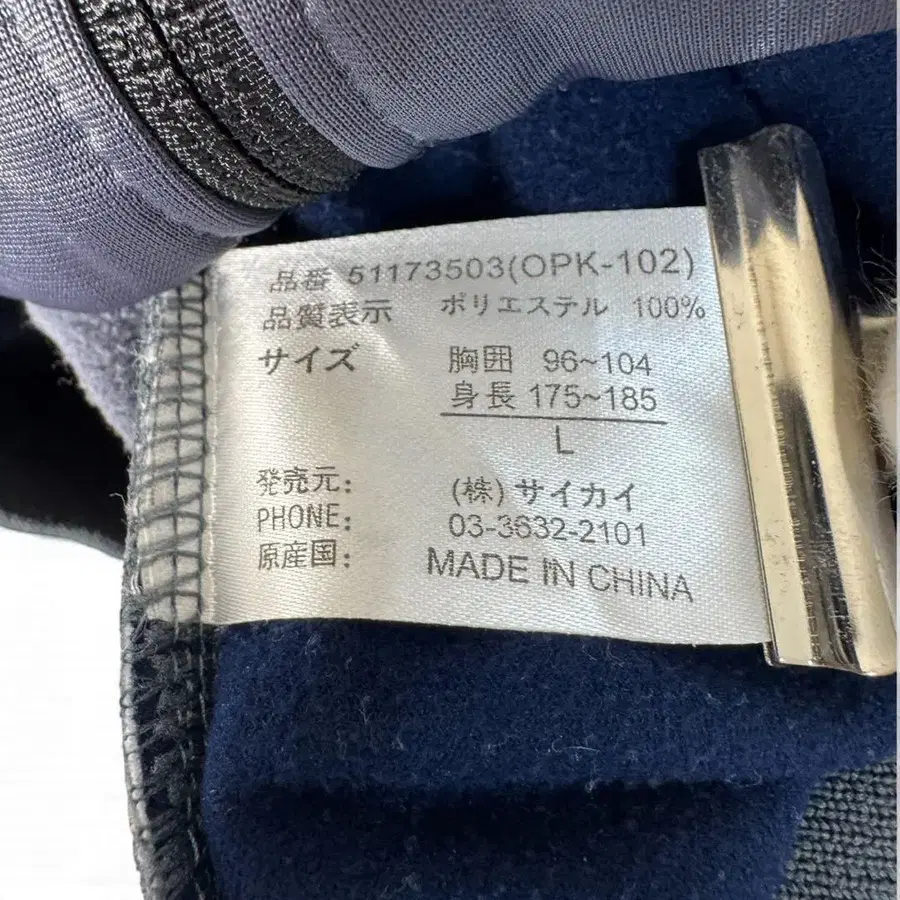 品番 51173503(OPK-102)
品質表示 ポリエステル 100%
サイズ 胸囲 96~104
身長 175~185
L
発売元: (株) サイカイ
PHONE: 03-3632-2101
原産国: MADE IN CHINA